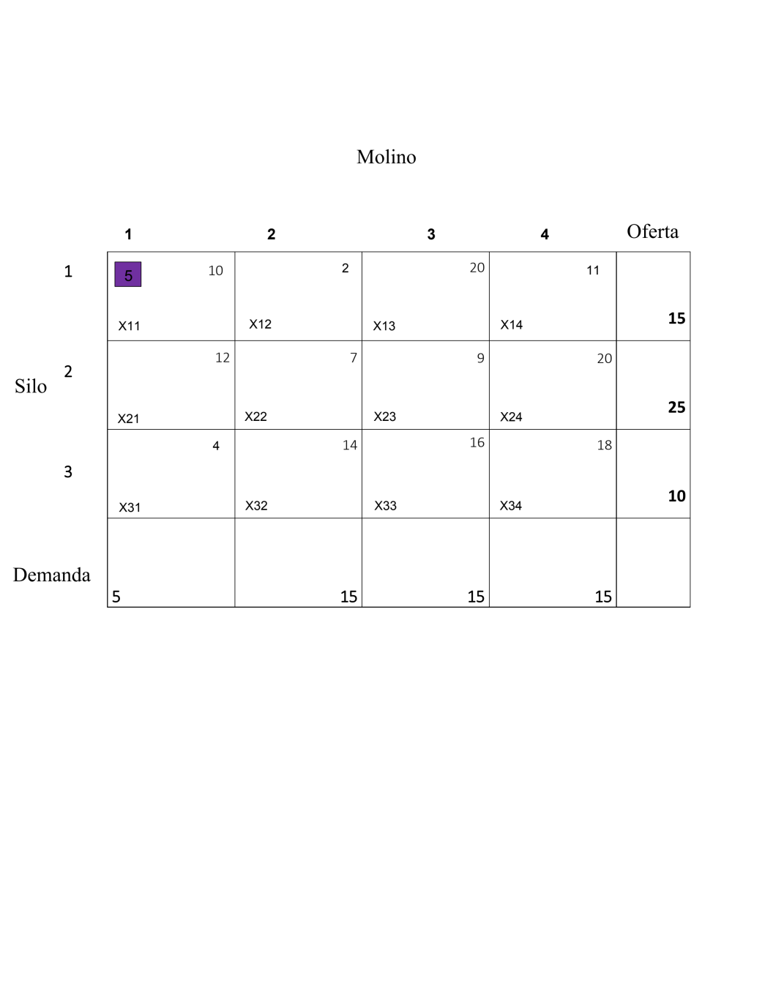 Molino
1 2 3 4 Oferta
1 5 10 2 20 11
X11 X12 X13 X14 15
2 12 7 9 20
Silo
X21 X22 X23 X24 25
3 4 14 16 18
X31 X32 X33 X34 10
Demanda
5 15 15 15